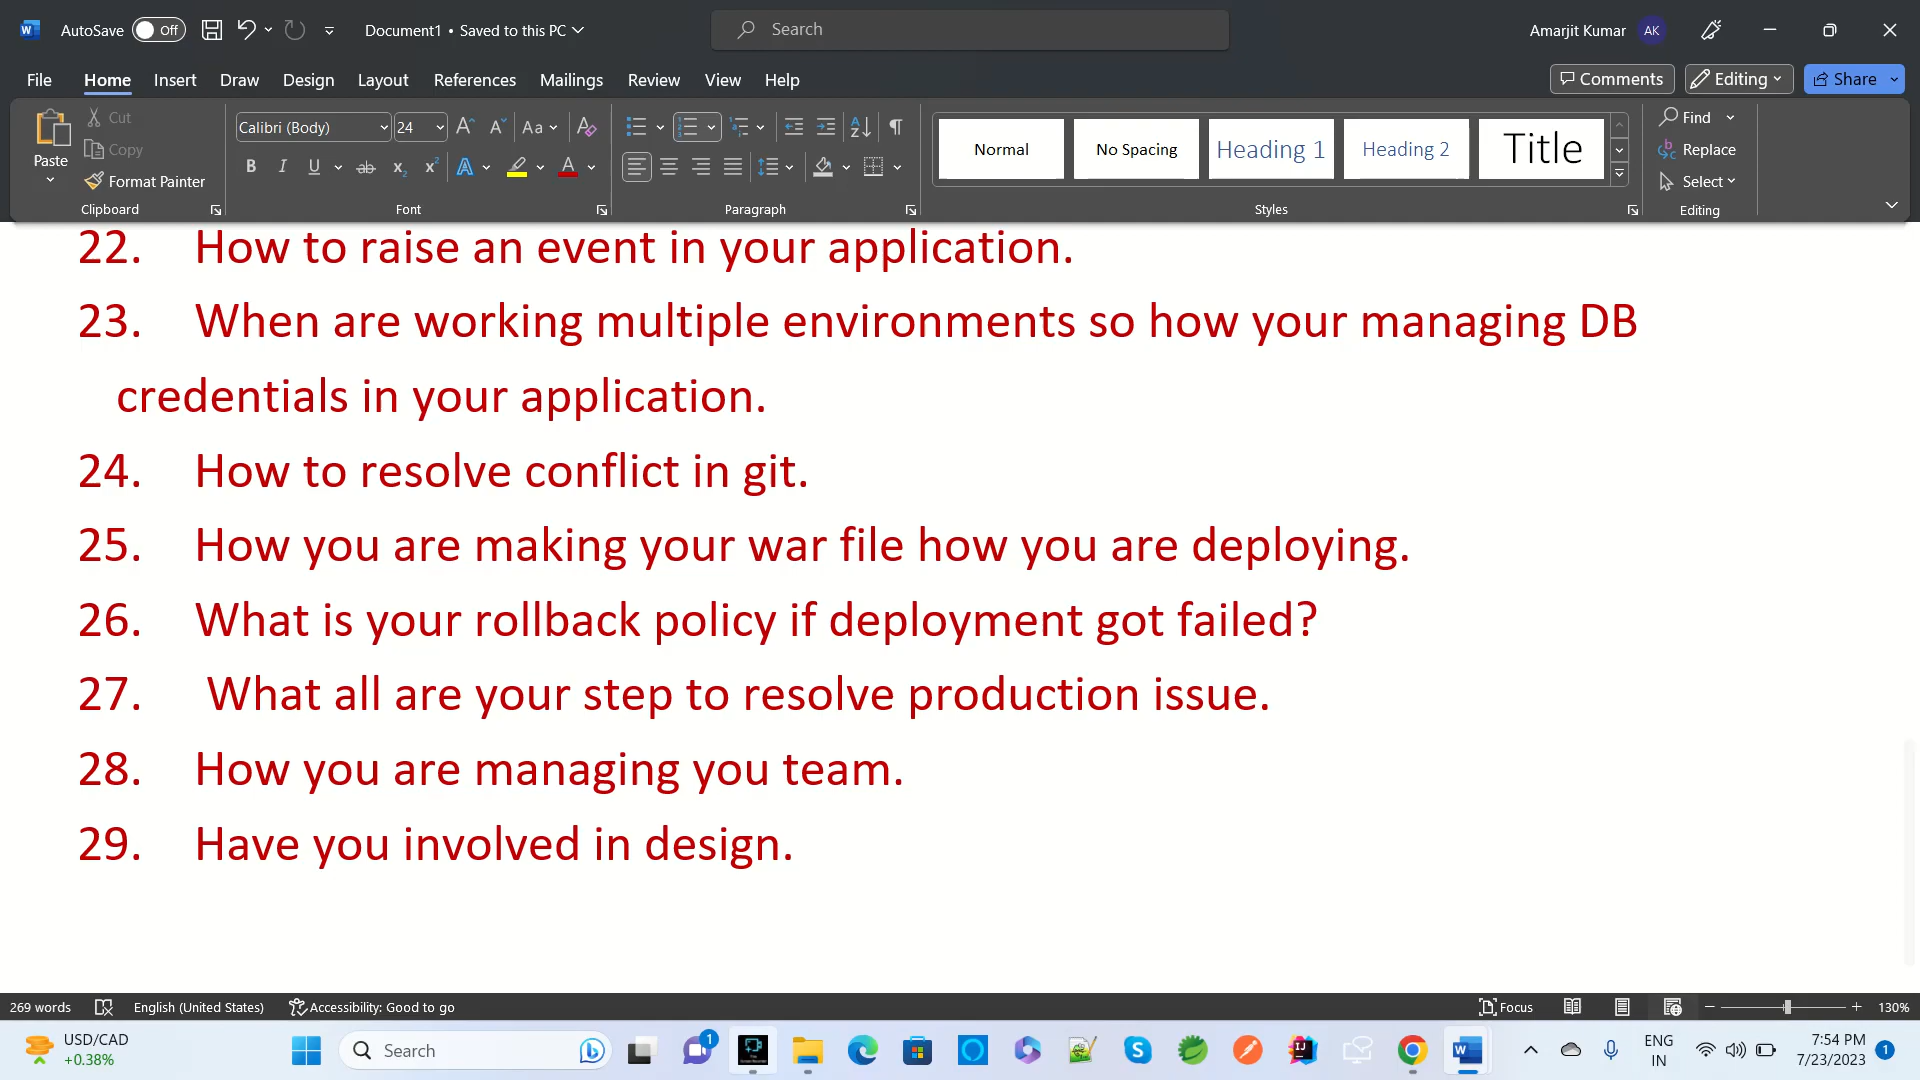 AutoSave Off Document1 • Saved to this PC Search Amarjit Kumar AK
File Home Insert Draw Design Layout References Mailings Review View Help Comments Editing Share
Paste Cut Copy Format Painter
Calibri (Body) 24 Aa
Normal No Spacing Heading 1 Heading 2 Title
Find Replace Select
Clipboard Font Paragraph Styles Editing
22. How to raise an event in your application.
23. When are working multiple environments so how your managing DB
credentials in your application.
24. How to resolve conflict in git.
25. How you are making your war file how you are deploying.
26. What is your rollback policy if deployment got failed?
27. What all are your step to resolve production issue.
28. How you are managing you team.
29. Have you involved in design.
269 words English (United States) Accessibility: Good to go Focus 130%
USD/CAD
+0.38%
Search
1
ENG
IN
7:54 PM
7/23/2023
1